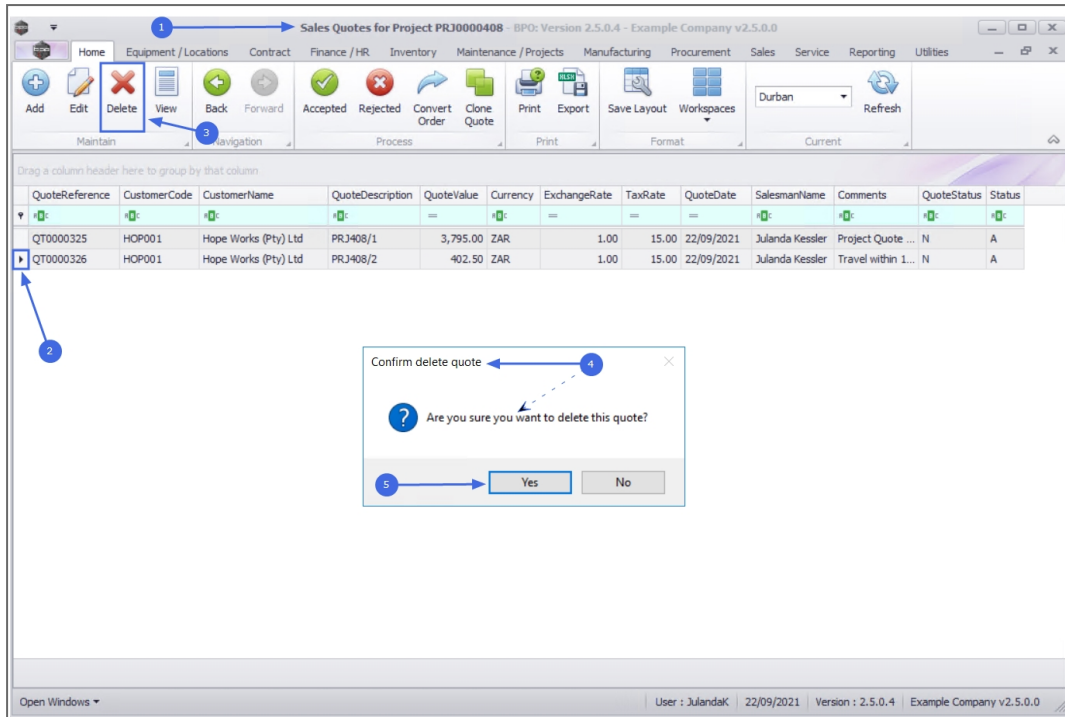 1
Sales Quotes for Project PRJ0000408 - BPO: Version 2.5.0.4 - Example Company v2.5.0.0
Home Equipment / Locations Contract Finance / HR Inventory Maintenance / Projects Manufacturing Procurement Sales Service Reporting Utilities
Add Edit Delete View Back Forward Accepted Rejected Convert Order Clone Quote Print Export Save Layout Workspaces Durban Refresh
3
Maintain Navigation Process Print Format Current
Drag a column header here to group by that column
QuoteReference CustomerCode CustomerName QuoteDescription QuoteValue Currency ExchangeRate TaxRate QuoteDate SalesmanName Comments QuoteStatus Status
= = = =
QT0000325 HOP001 Hope Works (Pty) Ltd PRJ408/1 3,795.00 ZAR 1.00 15.00 22/09/2021 Julanda Kessler Project Quote ... N A
QT0000326 HOP001 Hope Works (Pty) Ltd PRJ408/2 402.50 ZAR 1.00 15.00 22/09/2021 Julanda Kessler Travel within 1... N A
2
Confirm delete quote
4
Are you sure you want to delete this quote?
5
Yes No
Open Windows User : JulandaK 22/09/2021 Version : 2.5.0.4 Example Company v2.5.0.0